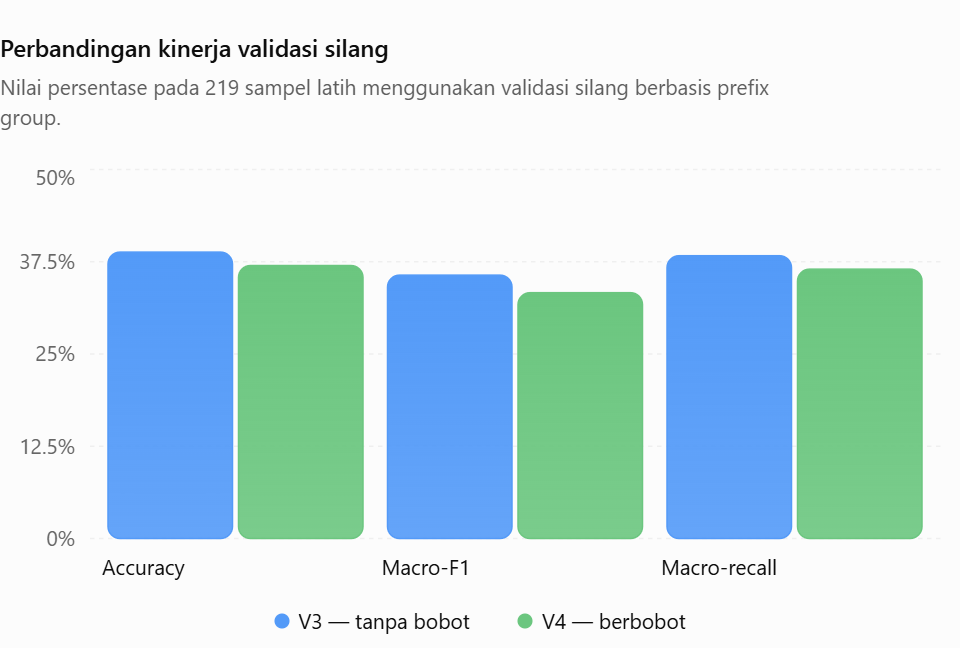 Perbandingan kinerja validasi silang
Nilai persentase pada 219 sampel latih menggunakan validasi silang berbasis prefix
group.
50%
37.5%
25%
12.5%
0%
Accuracy
Macro-F1
Macro-recall
V3 — tanpa bobot
V4 — berbobot